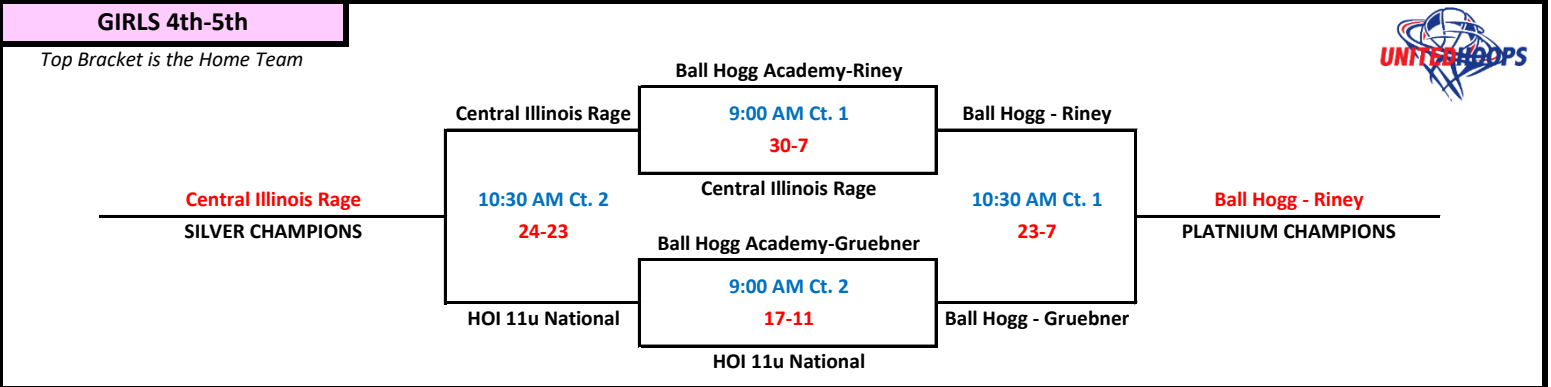 GIRLS 4th-5th
Top Bracket is the Home Team
UNITEDHOOPS
Ball Hogg Academy-Riney
Central Illinois Rage
9:00 AM Ct. 1
Ball Hogg - Riney
30-7
Central Illinois Rage
Central Illinois Rage
10:30 AM Ct. 2
10:30 AM Ct. 1
Ball Hogg - Riney
SILVER CHAMPIONS
24-23
23-7
PLATNIUM CHAMPIONS
Ball Hogg Academy-Gruebner
9:00 AM Ct. 2
HOI 11u National
17-11
Ball Hogg - Gruebner
HOI 11u National